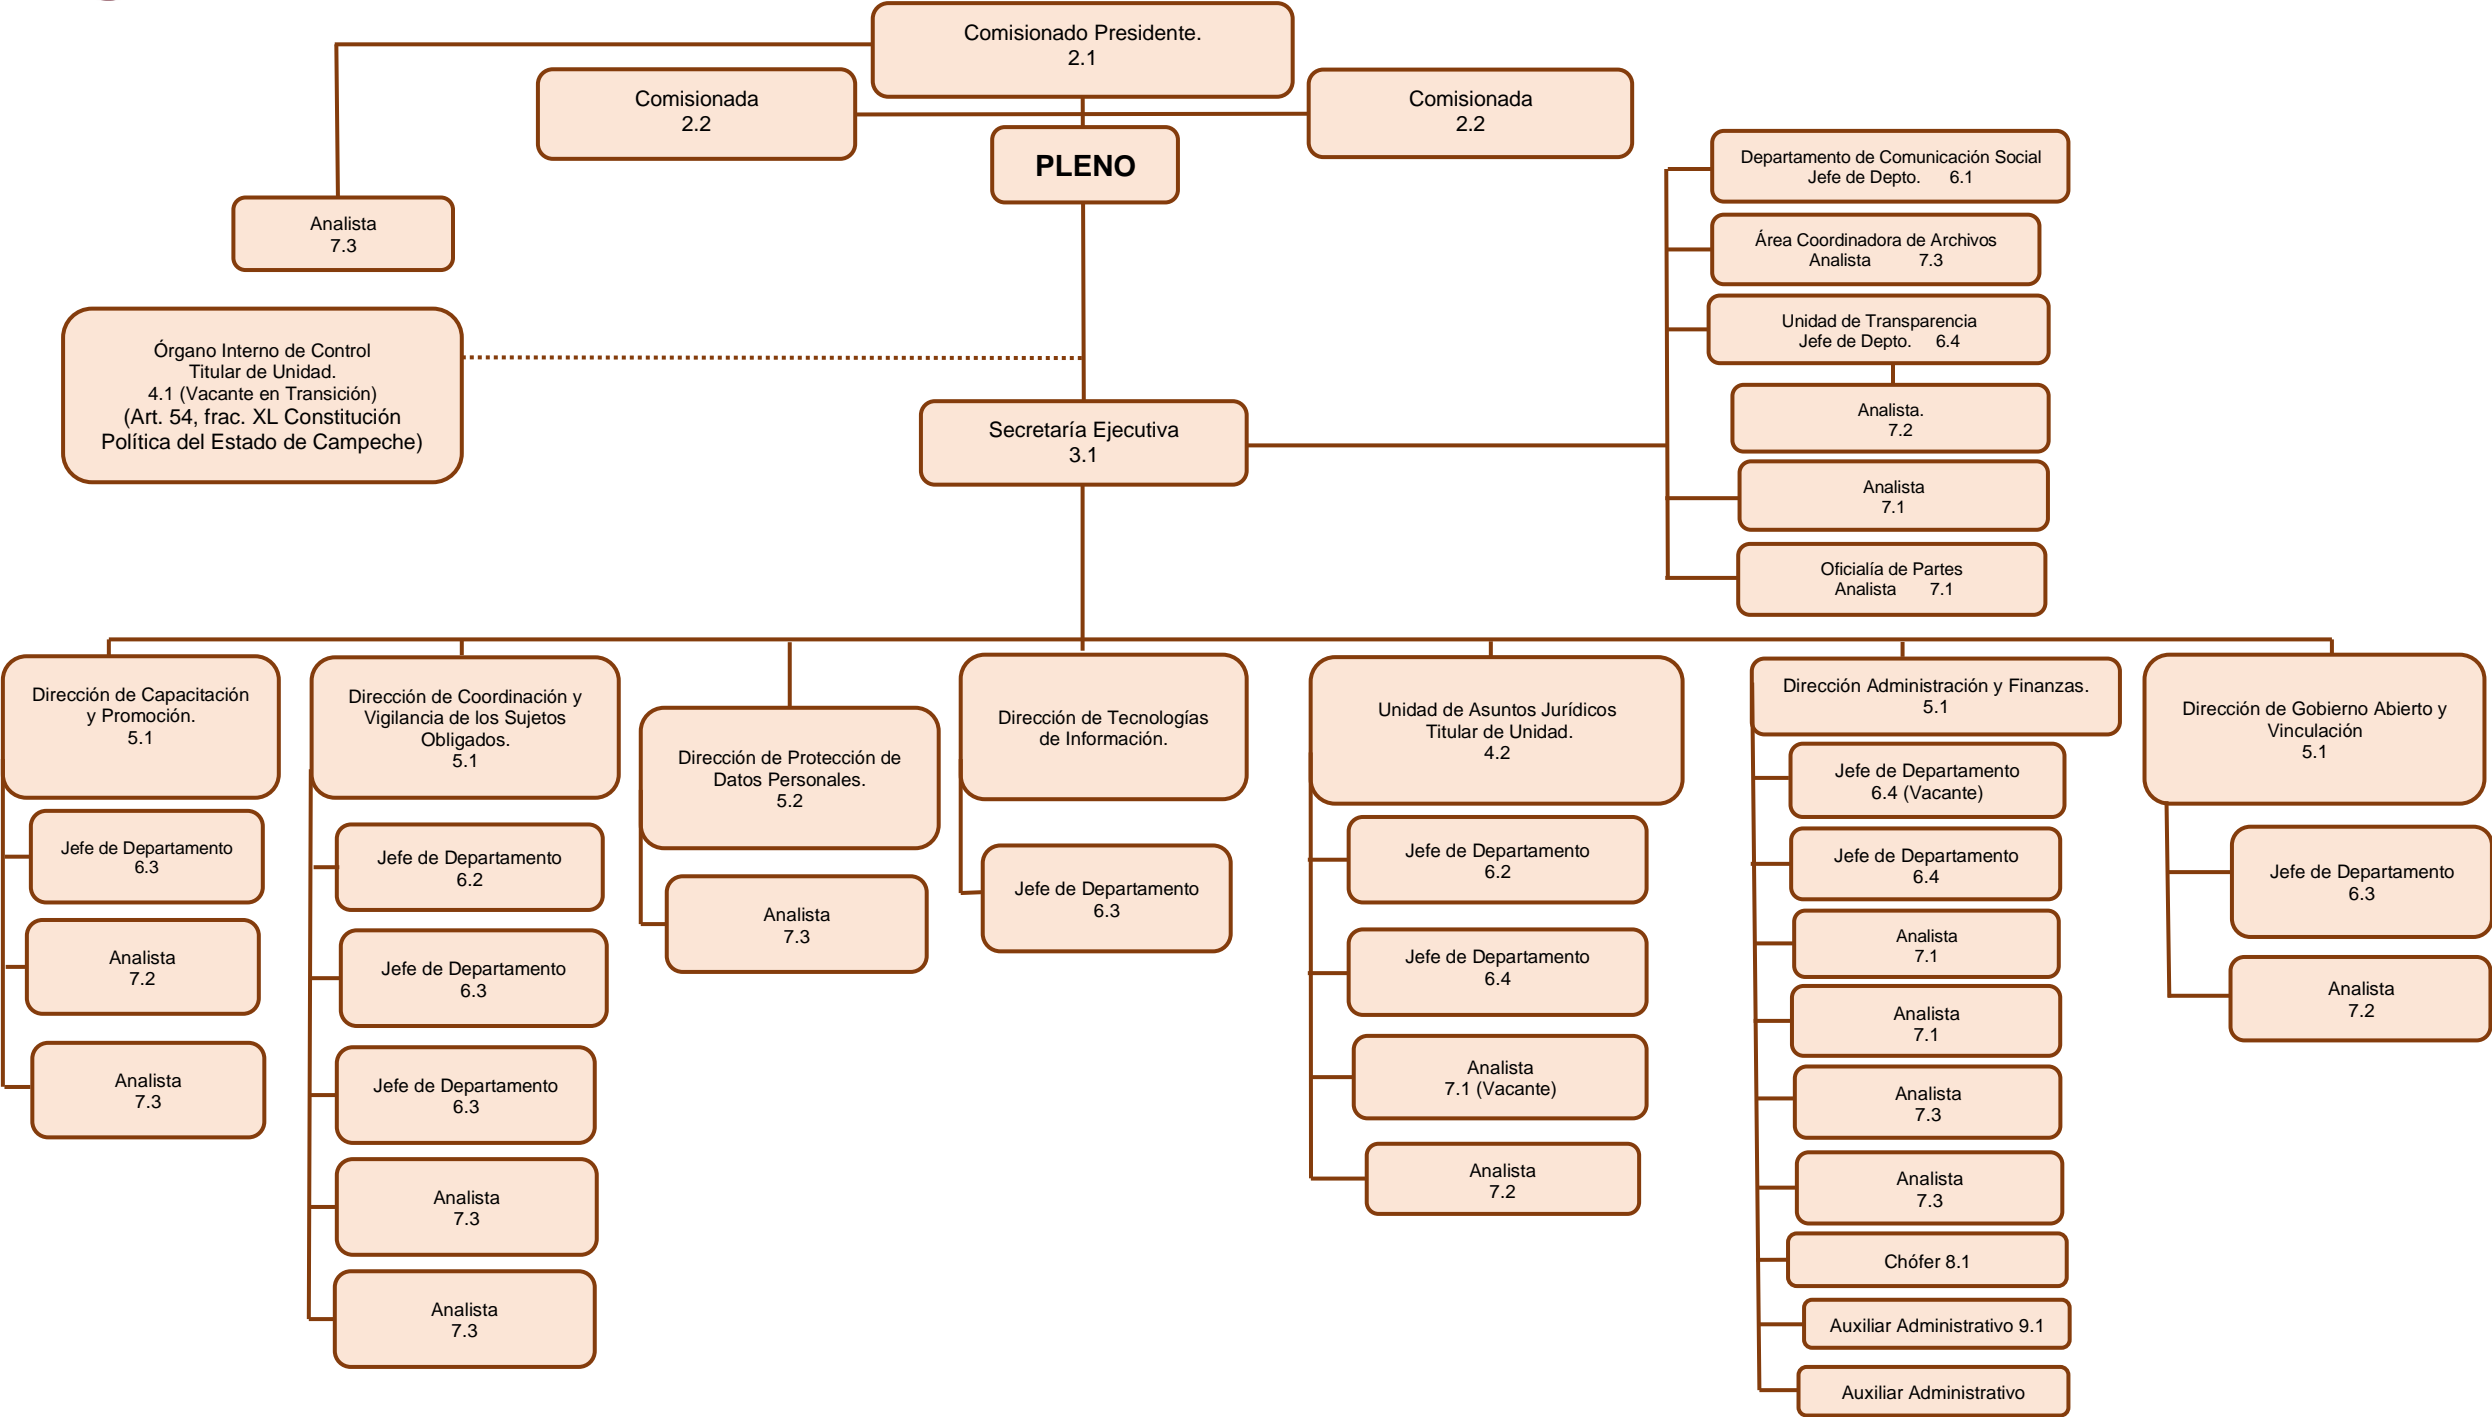 Comisionado Presidente.
2.1
Comisionada
2.2
Comisionada
2.2
PLENO
Analista
7.3
Departamento de Comunicación Social
Jefe de Depto. 6.1
Área Coordinadora de Archivos
Analista 7.3
Unidad de Transparencia
Jefe de Depto. 6.4
Analista.
7.2
Analista
7.1
Oficialía de Partes
Analista 7.1
Órgano Interno de Control
Titular de Unidad.
4.1 (Vacante en Transición)
(Art. 54, frac. XL Constitución
Política del Estado de Campeche)
Secretaría Ejecutiva
3.1
Dirección de Capacitación
y Promoción.
5.1
Jefe de Departamento
6.3
Analista
7.2
Analista
7.3
Dirección de Coordinación y
Vigilancia de los Sujetos
Obligados.
5.1
Jefe de Departamento
6.2
Jefe de Departamento
6.3
Jefe de Departamento
6.3
Analista
7.3
Analista
7.3
Dirección de Protección de
Datos Personales.
5.2
Analista
7.3
Dirección de Tecnologías
de Información.
Jefe de Departamento
6.3
Unidad de Asuntos Jurídicos
Titular de Unidad.
4.2
Jefe de Departamento
6.2
Jefe de Departamento
6.4
Analista
7.1 (Vacante)
Analista
7.2
Dirección Administración y Finanzas.
5.1
Jefe de Departamento
6.4 (Vacante)
Jefe de Departamento
6.4
Analista
7.1
Analista
7.1
Analista
7.3
Analista
7.3
Chófer 8.1
Auxiliar Administrativo 9.1
Auxiliar Administrativo
Dirección de Gobierno Abierto y
Vinculación
5.1
Jefe de Departamento
6.3
Analista
7.2